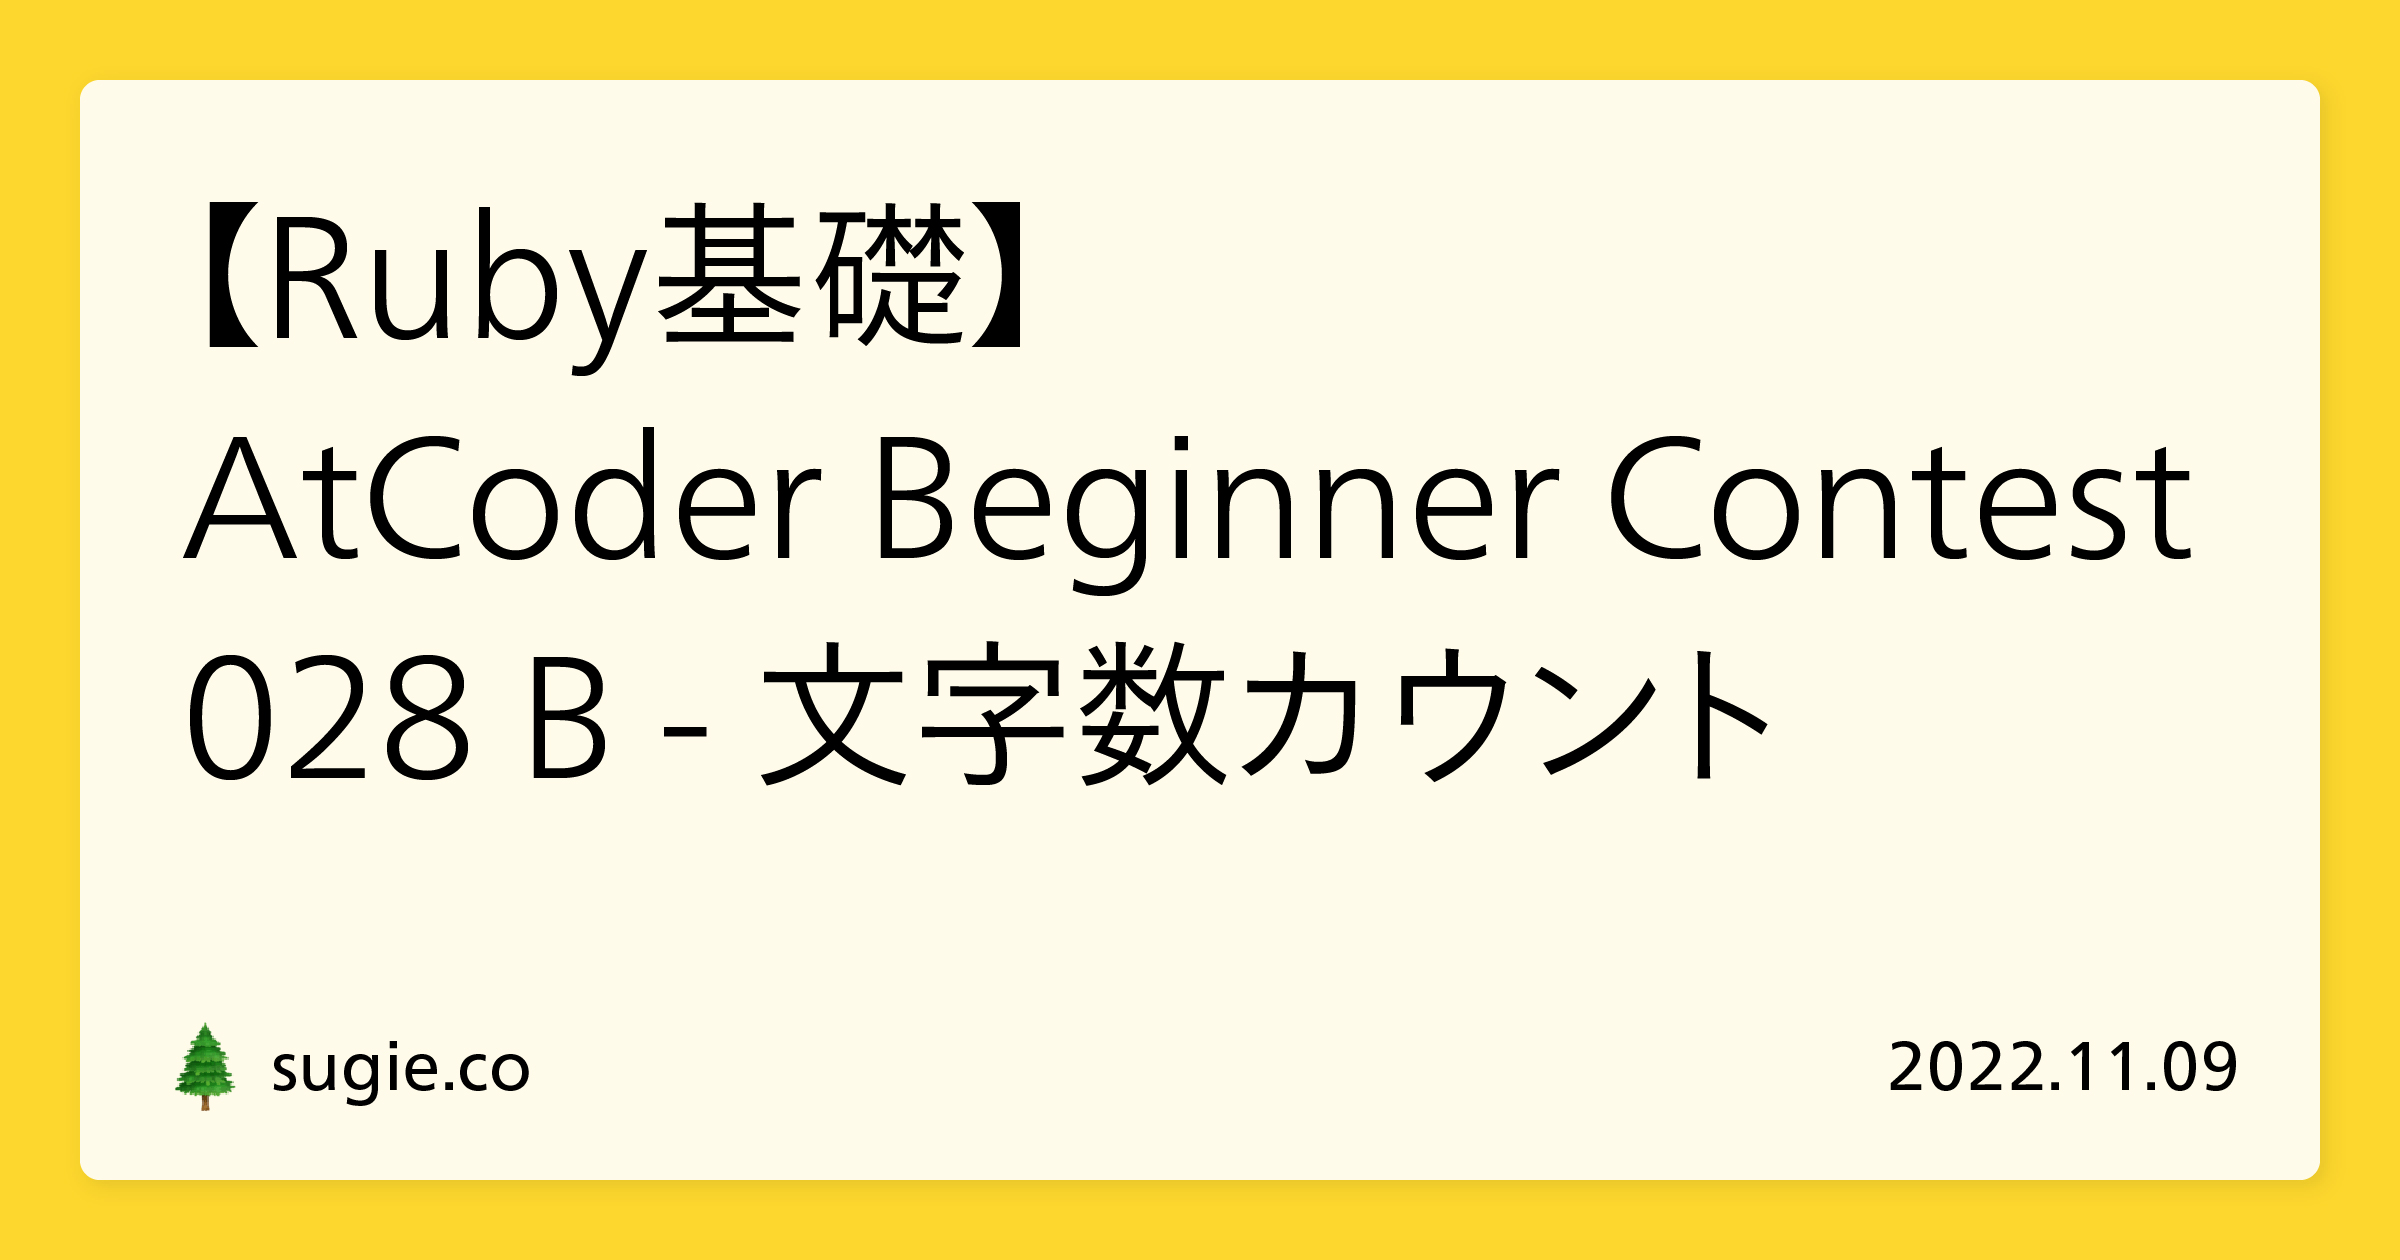 【Ruby基礎】
AtCoder Beginner Contest
028 B - 文字数カウント
sugie.co
2022.11.09